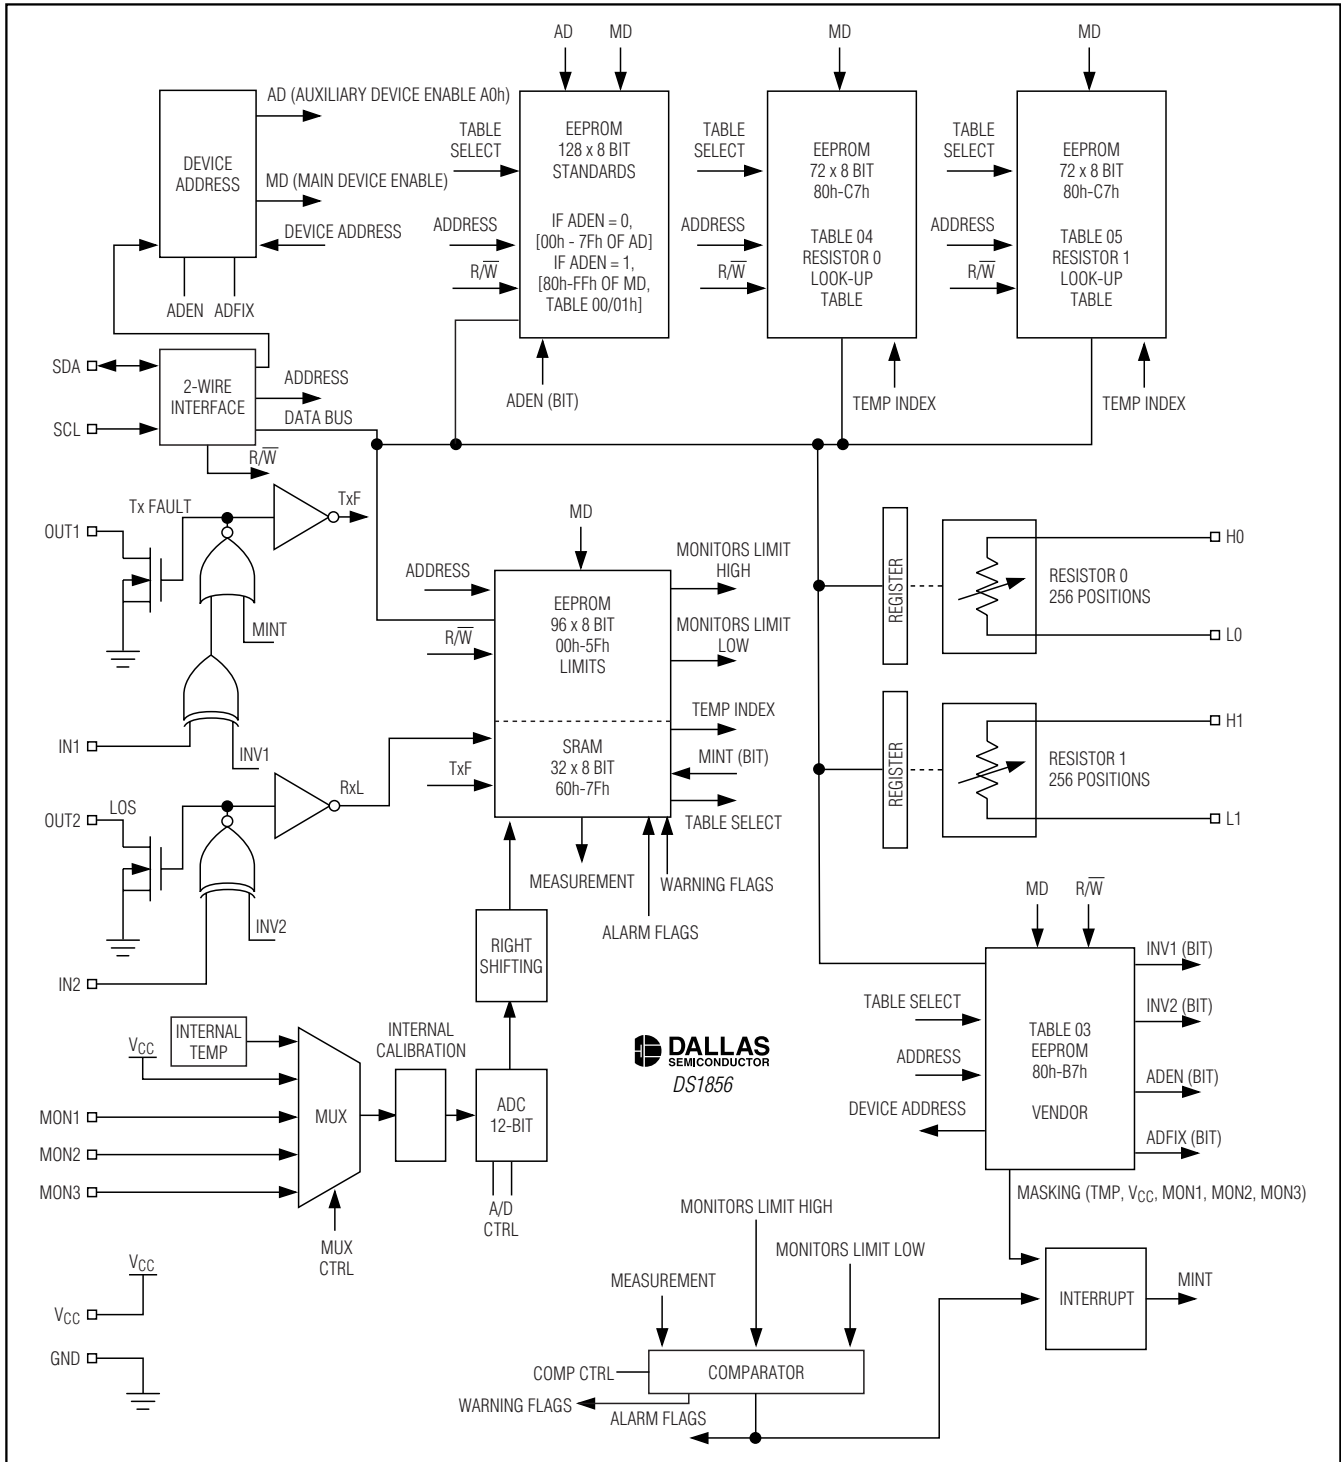 AD
MD
MD
MD
AD (AUXILIARY DEVICE ENABLE A0h)
DEVICE
ADDRESS
MD (MAIN DEVICE ENABLE)
DEVICE ADDRESS
ADEN
ADFIX
TABLE
SELECT
ADDRESS
R/W
EEPROM
128 x 8 BIT
STANDARDS
IF ADEN = 0,
[00h - 7Fh OF AD]
IF ADEN = 1,
[80h-FFh OF MD,
TABLE 00/01h]
ADEN (BIT)
TABLE
SELECT
ADDRESS
R/W
EEPROM
72 x 8 BIT
80h-C7h
TABLE 04
RESISTOR 0
LOOK-UP
TABLE
TEMP INDEX
TABLE
SELECT
ADDRESS
R/W
EEPROM
72 x 8 BIT
80h-C7h
TABLE 05
RESISTOR 1
LOOK-UP
TABLE
TEMP INDEX
SDA
SCL
2-WIRE
INTERFACE
ADDRESS
DATA BUS
R/W
Tx FAULT
TxF
OUT1
MINT
IN1
INV1
RxL
LOS
OUT2
INV2
IN2
MD
ADDRESS
R/W
EEPROM
96 x 8 BIT
00h-5Fh
LIMITS
SRAM
32 x 8 BIT
60h-7Fh
TxF
MONITORS LIMIT
HIGH
MONITORS LIMIT
LOW
TEMP INDEX
MINT (BIT)
TABLE SELECT
MEASUREMENT
WARNING FLAGS
ALARM FLAGS
REGISTER
RESISTOR 0
256 POSITIONS
H0
L0
REGISTER
RESISTOR 1
256 POSITIONS
H1
L1
RIGHT
SHIFTING
INTERNAL
TEMP
VCC
MON1
MON2
MON3
MUX
MUX
CTRL
INTERNAL
CALIBRATION
ADC
12-BIT
A/D
CTRL
DALLAS
SEMICONDUCTOR
DS1856
MD
R/W
TABLE SELECT
ADDRESS
DEVICE ADDRESS
TABLE 03
EEPROM
80h-B7h
VENDOR
INV1 (BIT)
INV2 (BIT)
ADEN (BIT)
ADFIX (BIT)
MASKING (TMP, VCC, MON1, MON2, MON3)
VCC
VCC
GND
MONITORS LIMIT HIGH
MONITORS LIMIT LOW
MEASUREMENT
COMP CTRL
COMPARATOR
WARNING FLAGS
ALARM FLAGS
INTERRUPT
MINT